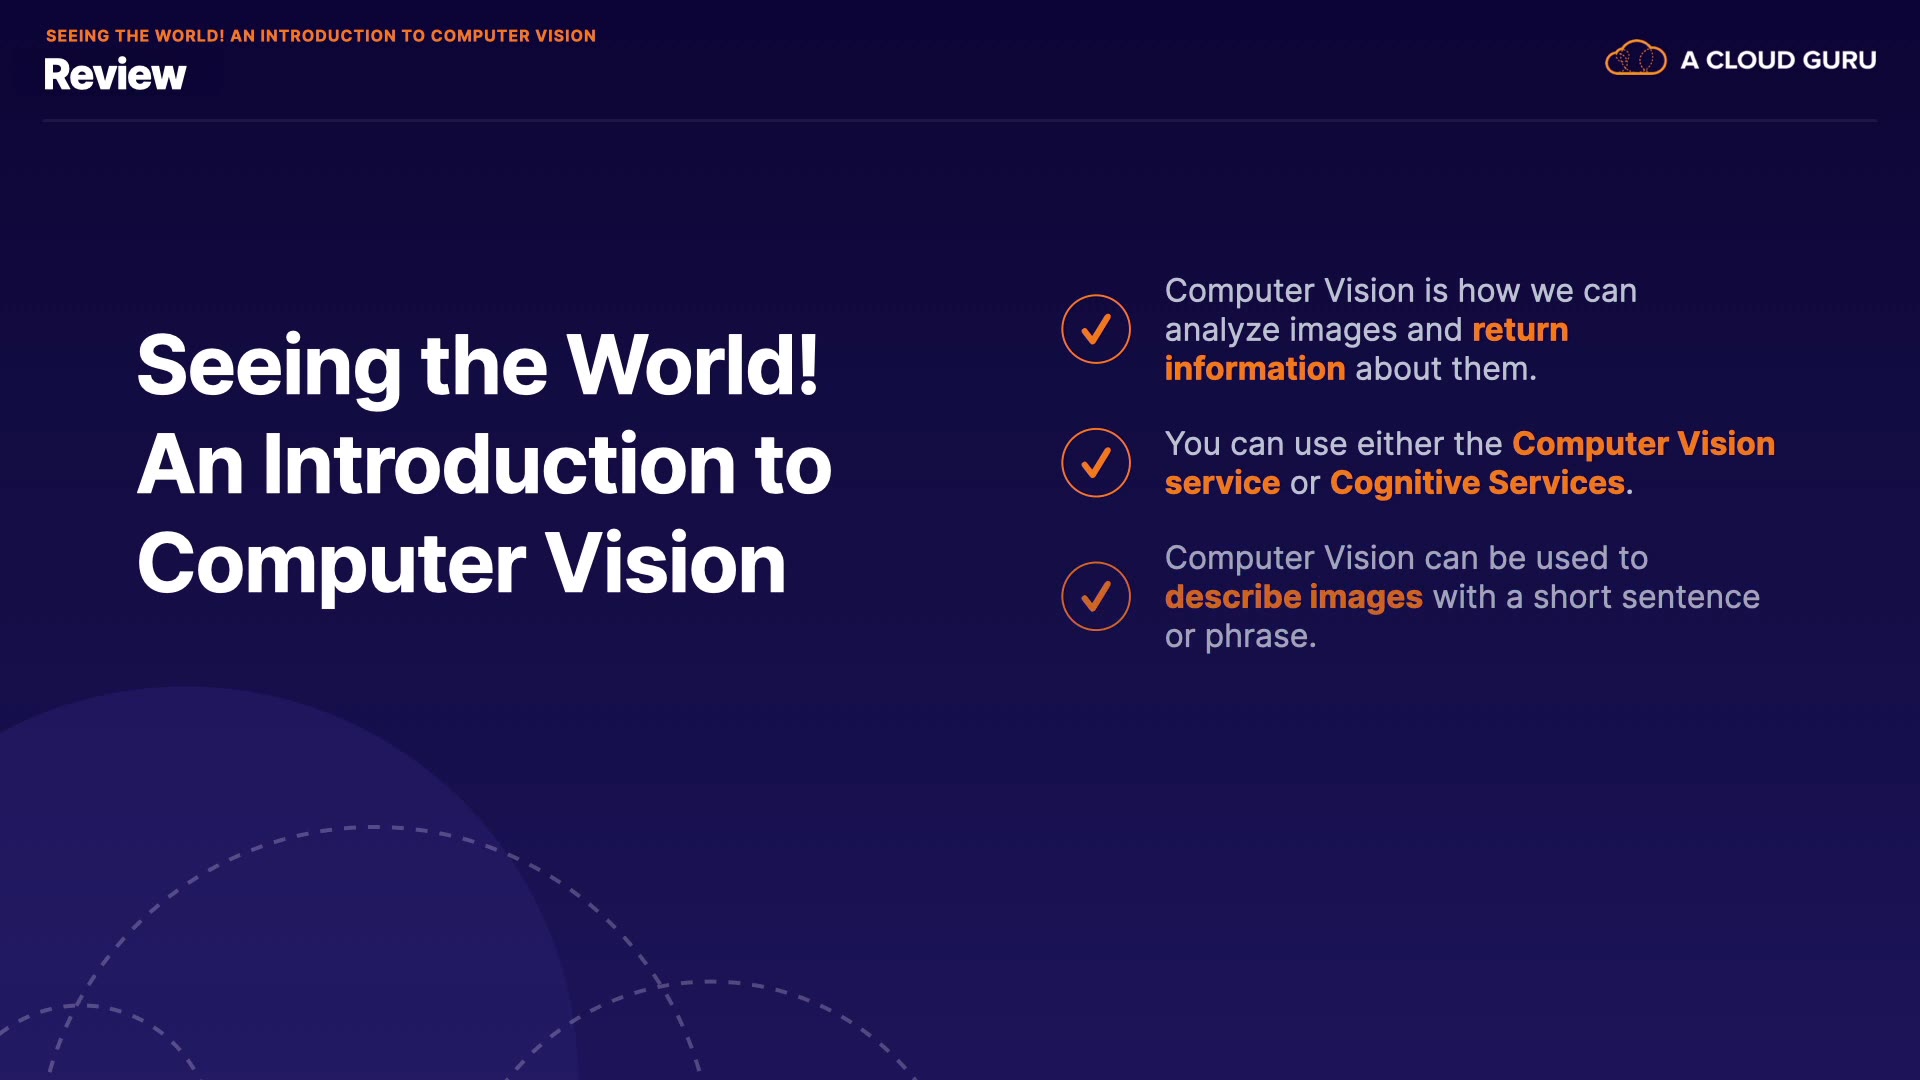 SEEING THE WORLD! AN INTRODUCTION TO COMPUTER VISION
Review
A CLOUD GURU
Seeing the World!
An Introduction to
Computer Vision
Computer Vision is how we can
analyze images and return
information about them.
You can use either the Computer Vision
service or Cognitive Services.
Computer Vision can be used to
describe images with a short sentence
or phrase.